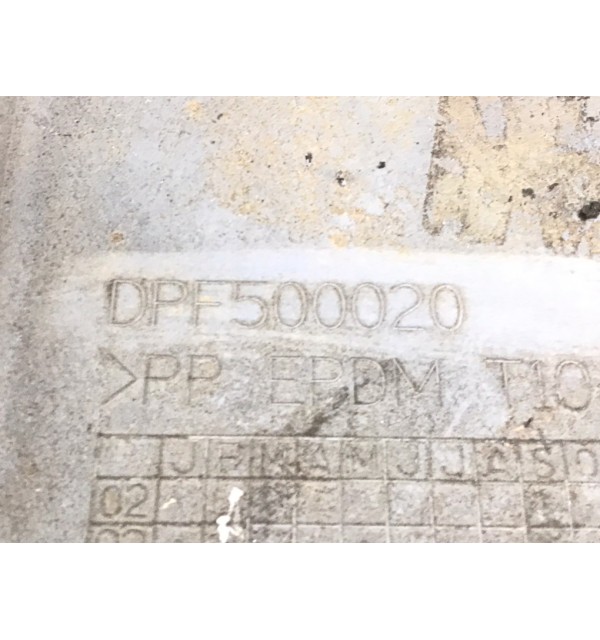 DPF500020
>PP EPDM T10
J F M A M J J A S O
02